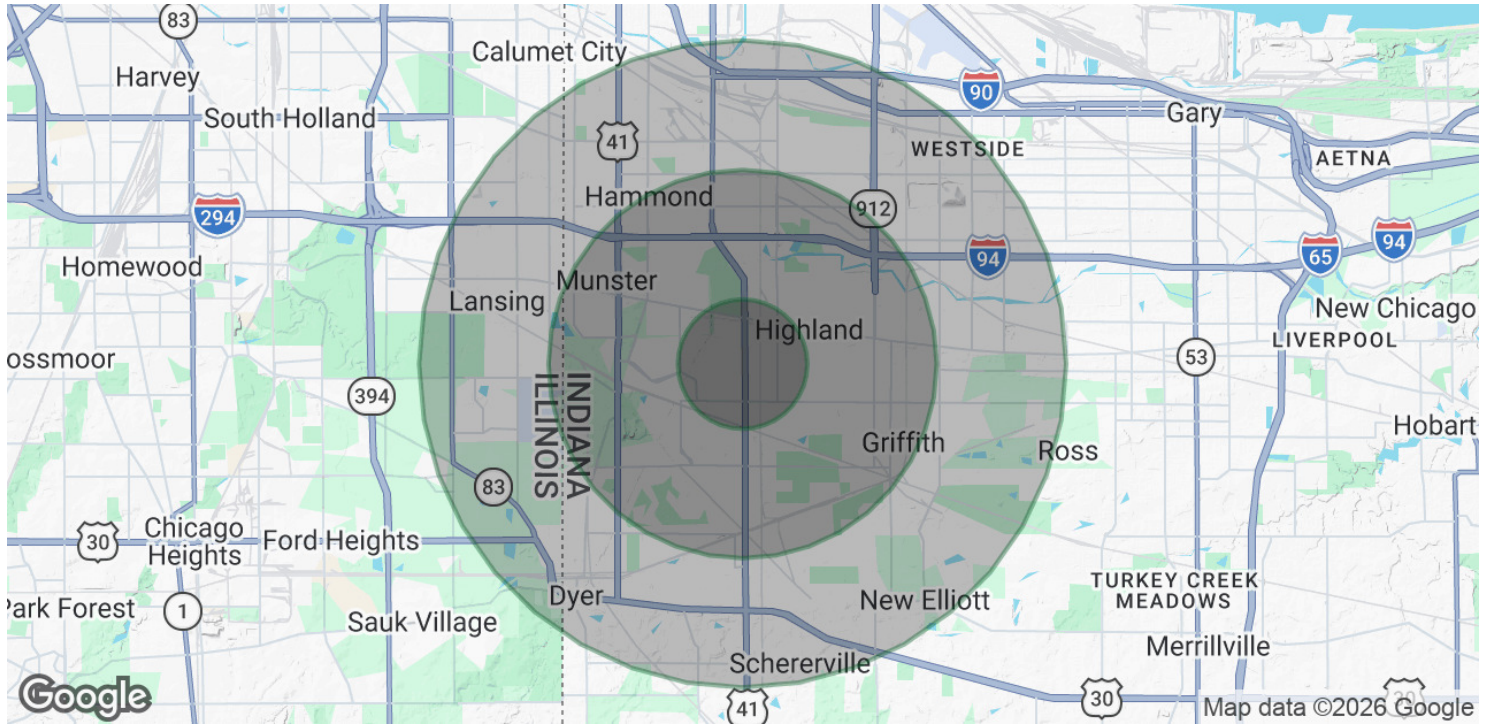 83
Calumet City
Harvey
90
South Holland
Gary
41
WESTSIDE
AETNA
Hammond
294
912
94
65
94
Homewood
Munster
Lansing
New Chicago
Highland
LIVERPOOL
ossmoor
53
394
INDIANA
ILLINOIS
Hobart
Griffith
Ross
83
Chicago
Heights
30
Ford Heights
TURKEY CREEK
MEADOWS
Dyer
New Elliott
Park Forest
1
Sauk Village
Merrillville
Schererville
Google
41
30
30
Map data ©2026 Google